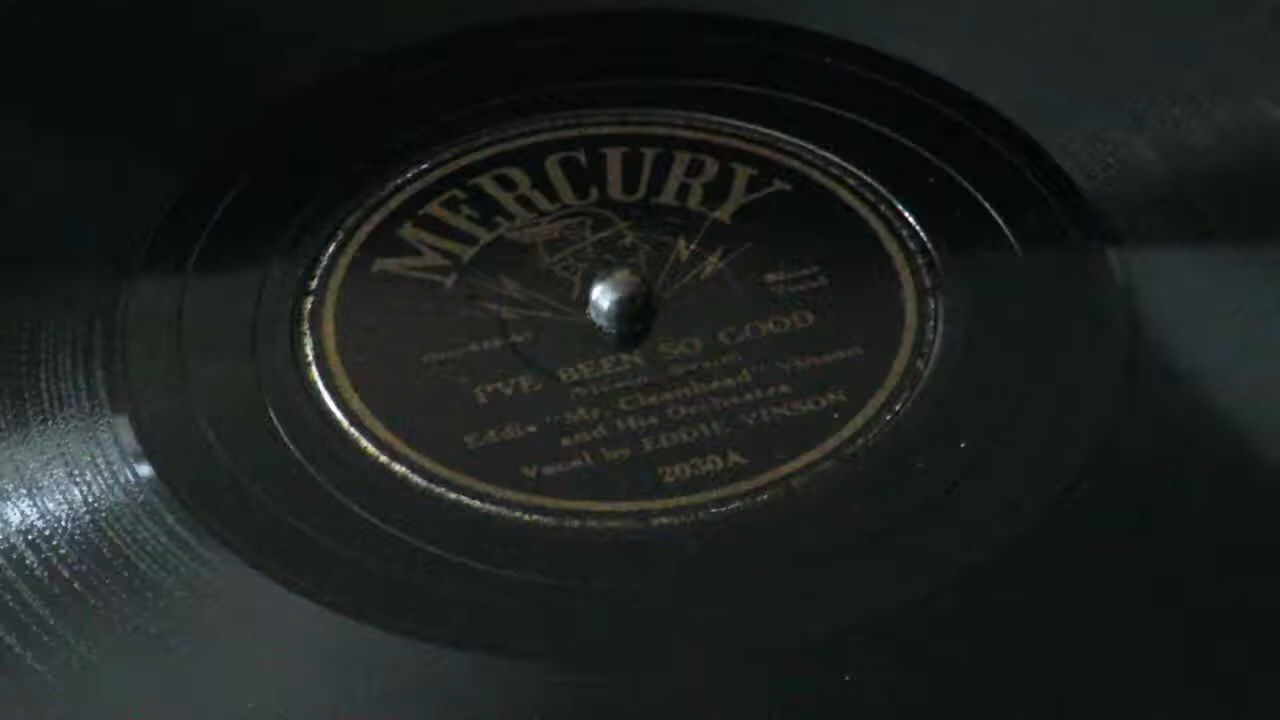 MERCURY
I'VE BEEN SO GOOD
Eddie "Mr. Cleanhead" Vinson
and His Orchestra
Vocal by EDDIE VINSON
2030A